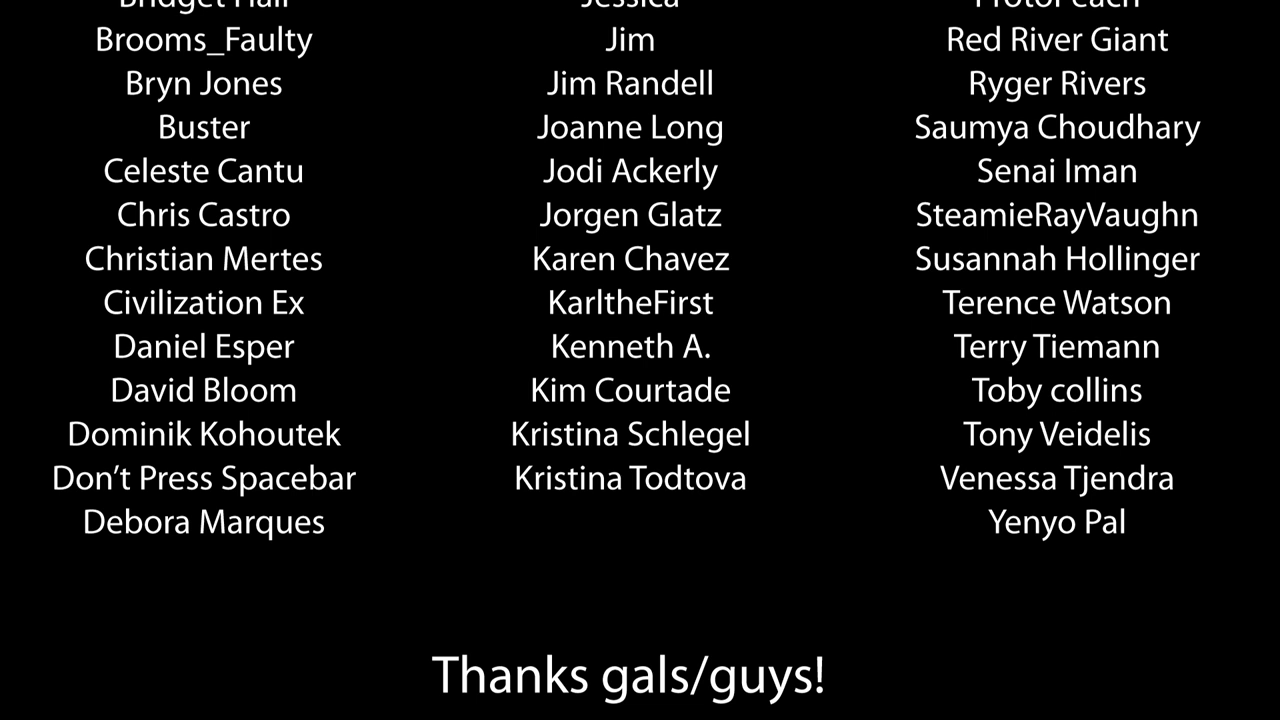 Bridget Hall
Brooms_Faulty
Bryn Jones
Buster
Celeste Cantu
Chris Castro
Christian Mertes
Civilization Ex
Daniel Esper
David Bloom
Dominik Kohoutek
Don’t Press Spacebar
Debora Marques
Jessica
Jim
Jim Randell
Joanne Long
Jodi Ackerly
Jorgen Glatz
Karen Chavez
KarltheFirst
Kenneth A.
Kim Courtade
Kristina Schlegel
Kristina Todtova
Red River Giant
Ryger Rivers
Saumya Choudhary
Senai Iman
SteamieRayVaughn
Susannah Hollinger
Terence Watson
Terry Tiemann
Toby collins
Tony Veidelis
Venessa Tjendra
Yenyo Pal
Thanks gals/guys!